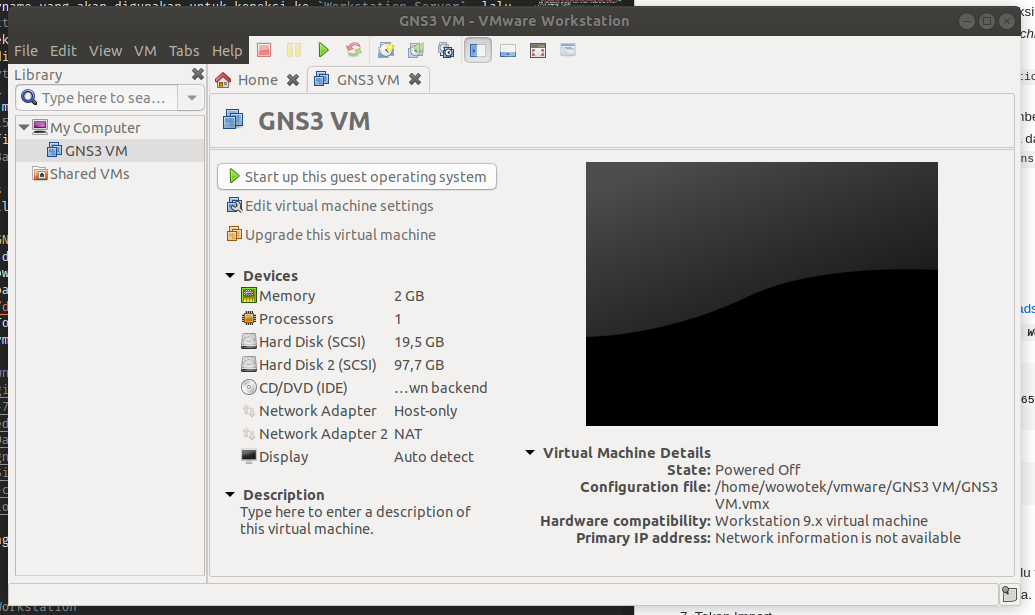 GNS3 VM - VMware Workstation
File Edit View VM Tabs Help
Library
Type here to sea...
My Computer
GNS3 VM
Shared VMs
Home
GNS3 VM
GNS3 VM
Start up this guest operating system
Edit virtual machine settings
Upgrade this virtual machine
Devices
Memory 2 GB
Processors 1
Hard Disk (SCSI) 19,5 GB
Hard Disk 2 (SCSI) 97,7 GB
CD/DVD (IDE) ...wn backend
Network Adapter Host-only
Network Adapter 2 NAT
Display Auto detect
Description
Type here to enter a description of
this virtual machine.
Virtual Machine Details
State: Powered Off
Configuration file: /home/wowotek/vmware/GNS3 VM/GNS3
VM.vmx
Hardware compatibility: Workstation 9.x virtual machine
Primary IP address: Network information is not available